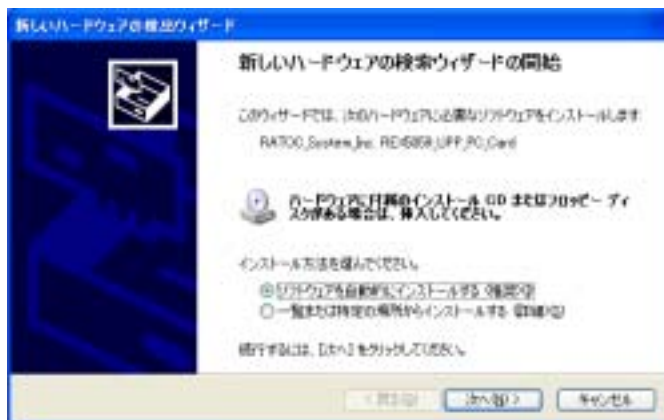 新しいハードウェアの検出ウィザード
新しいハードウェアの検索ウィザードの開始
このウィザードでは、次のハードウェアに必要なソフトウェアをインストールします:
RATOC_System,Inc. REX5059,UPP,PC,Card
ハードウェアに付属のインストール CD またはフロッピー ディ
スクがある場合は、挿入してください。
インストール方法を選んでください。
ソフトウェアを自動的にインストールする (推奨)(I)
一覧または特定の場所からインストールする (詳細)(S)
続行するには、[次へ] をクリックしてください。
< 戻る(B)
次へ(N) >
キャンセル